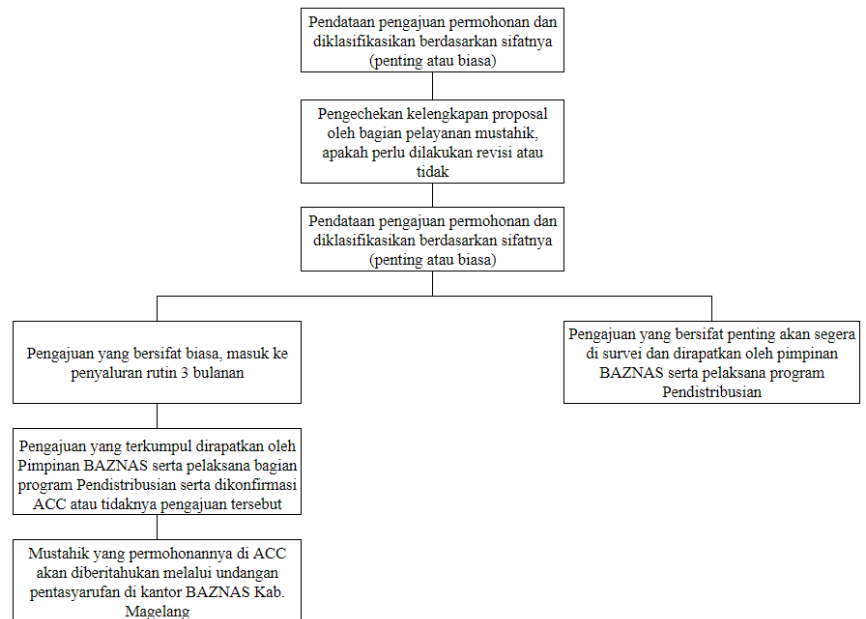 Pendataan pengajuan permohonan dan
diklasifikasikan berdasarkan sifatnya
(penting atau biasa)
Pengechekan kelengkapan proposal
oleh bagian pelayanan mustahik,
apakah perlu dilakukan revisi atau
tidak
Pendataan pengajuan permohonan dan
diklasifikasikan berdasarkan sifatnya
(penting atau biasa)
Pengajuan yang bersifat biasa, masuk ke
penyaluran rutin 3 bulanan
Pengajuan yang bersifat penting akan segera
di survei dan dirapatkan oleh pimpinan
BAZNAS serta pelaksana program
Pendistribusian
Pengajuan yang terkumpul dirapatkan oleh
Pimpinan BAZNAS serta pelaksana bagian
program Pendistribusian serta dikonfirmasi
ACC atau tidaknya pengajuan tersebut
Mustahik yang permohonannya di ACC
akan diberitahukan melalui undangan
pentasyarufan di kantor BAZNAS Kab.
Magelang